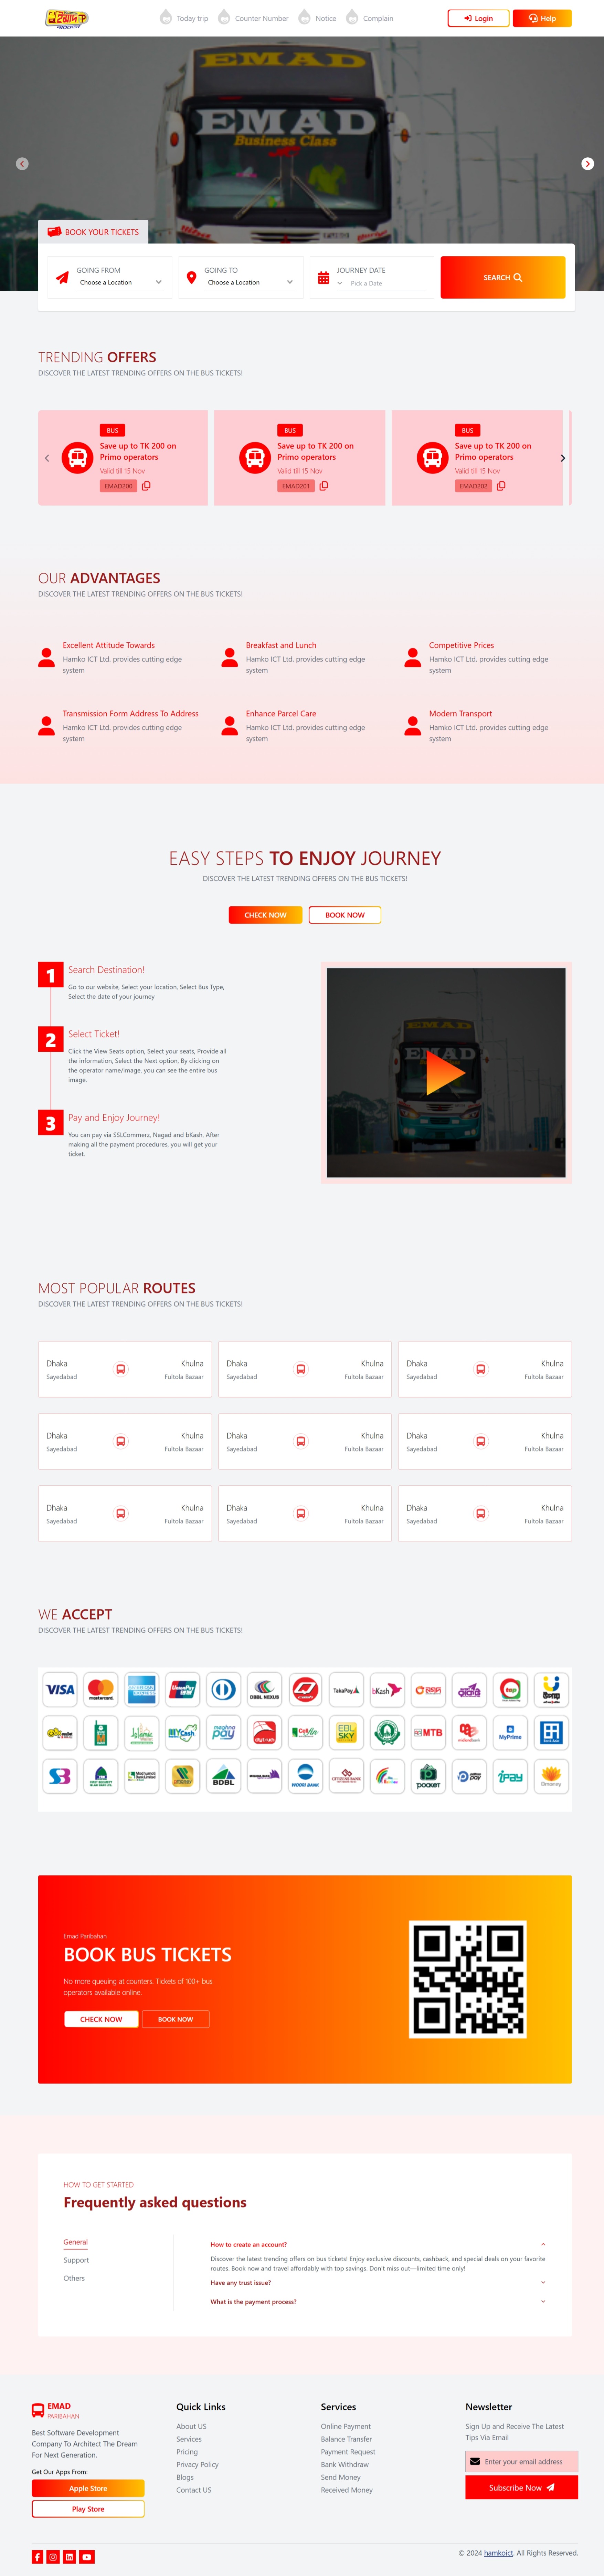 Today trip
Counter Number
Notice
Complain
Login
Help
EMAD
EMAD
Business Class
BOOK YOUR TICKETS
GOING FROM
Choose a Location
GOING TO
Choose a Location
JOURNEY DATE
Pick a Date
SEARCH
TRENDING OFFERS
DISCOVER THE LATEST TRENDING OFFERS ON THE BUS TICKETS!
BUS
Save up to TK 200 on
Primo operators
Valid till 15 Nov
EMAD200
BUS
Save up to TK 200 on
Primo operators
Valid till 15 Nov
EMAD201
BUS
Save up to TK 200 on
Primo operators
Valid till 15 Nov
EMAD202
OUR ADVANTAGES
DISCOVER THE LATEST TRENDING OFFERS ON THE BUS TICKETS!
Excellent Attitude Towards
Hamko ICT Ltd. provides cutting edge
system
Breakfast and Lunch
Hamko ICT Ltd. provides cutting edge
system
Competitive Prices
Hamko ICT Ltd. provides cutting edge
system
Transmission Form Address To Address
Hamko ICT Ltd. provides cutting edge
system
Enhance Parcel Care
Hamko ICT Ltd. provides cutting edge
system
Modern Transport
Hamko ICT Ltd. provides cutting edge
system
EASY STEPS TO ENJOY JOURNEY
DISCOVER THE LATEST TRENDING OFFERS ON THE BUS TICKETS!
CHECK NOW
BOOK NOW
1
Search Destination!
Go to our website, Select your location, Select Bus Type,
Select the date of your journey
2
Select Ticket!
Click the View Seats option, Select your seats, Provide all
the information, Select the Next option, By clicking on
the operator name/image, you can see the entire bus
image.
3
Pay and Enjoy Journey!
You can pay via SSLCommerz, Nagad and bKash, After
making all the payment procedures, you will get your
ticket.
EMAD
EMAD
MOST POPULAR ROUTES
DISCOVER THE LATEST TRENDING OFFERS ON THE BUS TICKETS!
Dhaka
Khulna
Sayedabad
Fultola Bazaar
Dhaka
Khulna
Sayedabad
Fultola Bazaar
Dhaka
Khulna
Sayedabad
Fultola Bazaar
Dhaka
Khulna
Sayedabad
Fultola Bazaar
Dhaka
Khulna
Sayedabad
Fultola Bazaar
Dhaka
Khulna
Sayedabad
Fultola Bazaar
Dhaka
Khulna
Sayedabad
Fultola Bazaar
Dhaka
Khulna
Sayedabad
Fultola Bazaar
Dhaka
Khulna
Sayedabad
Fultola Bazaar
WE ACCEPT
DISCOVER THE LATEST TRENDING OFFERS ON THE BUS TICKETS!
VISA
mastercard
AMERICAN EXPRESS
UnionPay
DBBL NEXUS
TakaPay
bKash
MYCash
meghna pay
EBL SKY
MTB
MyPrime
BDBL
WOORI BANK
pocket
ipay
Dmoney
Emad Paribahan
BOOK BUS TICKETS
No more queuing at counters. Tickets of 100+ bus
operators available online.
CHECK NOW
BOOK NOW
HOW TO GET STARTED
Frequently asked questions
General
Support
Others
How to create an account?
Discover the latest trending offers on bus tickets! Enjoy exclusive discounts, cashback, and special deals on your favorite
routes. Book now and travel affordably with top savings. Don't miss out—limited time only!
Have any trust issue?
What is the payment process?
EMAD
PARIBAHAN
Best Software Development
Company To Architect The Dream
For Next Generation.
Get Our Apps From:
Apple Store
Play Store
Quick Links
About US
Services
Pricing
Privacy Policy
Blogs
Contact US
Services
Online Payment
Balance Transfer
Payment Request
Bank Withdraw
Send Money
Received Money
Newsletter
Sign Up and Receive The Latest
Tips Via Email
Enter your email address
Subscribe Now
© 2024 hamkoict. All Rights Reserved.